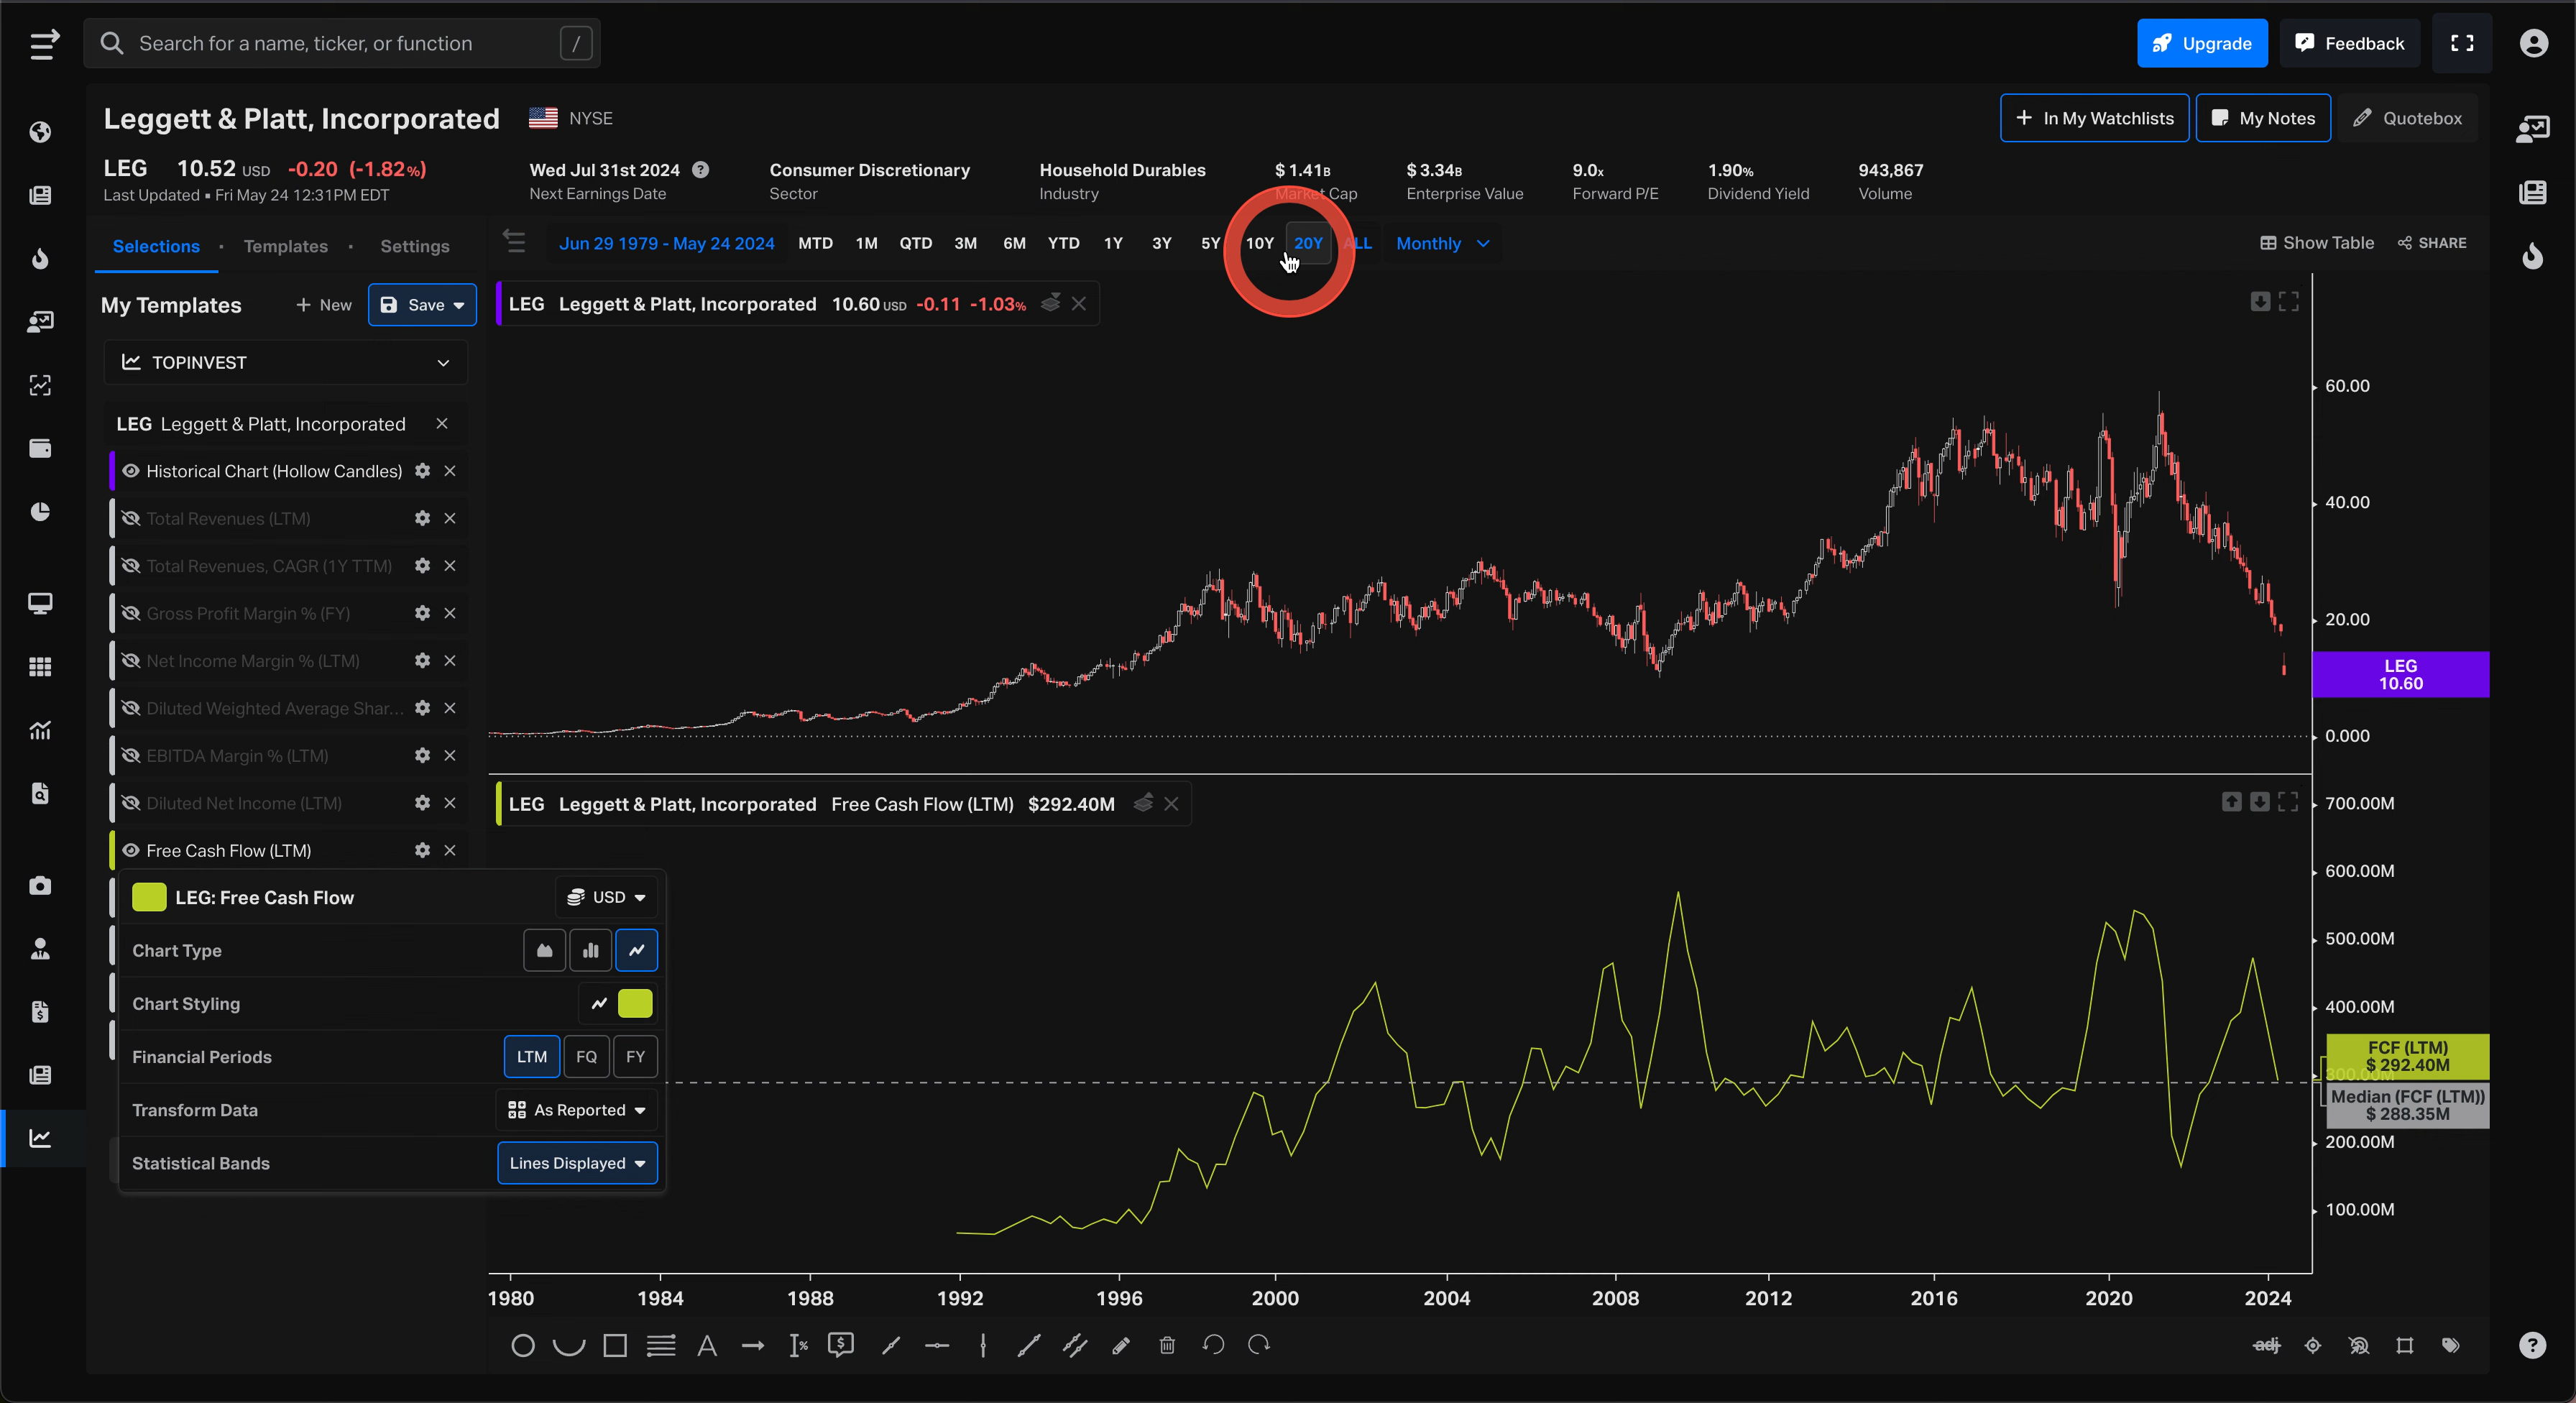 Search for a name, ticker, or function /
Upgrade
Feedback
Leggett & Platt, Incorporated NYSE
In My Watchlists
My Notes
Quotebox
LEG 10.52 USD -0.20 (-1.82%)
Last Updated • Fri May 24 12:31PM EDT
Wed Jul 31st 2024 ?
Next Earnings Date
Consumer Discretionary
Sector
Household Durables
Industry
$ 1.41B
Market Cap
$ 3.34B
Enterprise Value
9.0x
Forward P/E
1.90%
Dividend Yield
943,867
Volume
Selections • Templates • Settings
Jun 29 1979 - May 24 2024 MTD 1M QTD 3M 6M YTD 1Y 3Y 5Y 10Y 20Y ALL Monthly
Show Table SHARE
My Templates + New Save
TOPINVEST
LEG Leggett & Platt, Incorporated
Historical Chart (Hollow Candles)
Total Revenues (LTM)
Total Revenues, CAGR (1Y TTM)
Gross Profit Margin % (FY)
Net Income Margin % (LTM)
Diluted Weighted Average Shar...
EBITDA Margin % (LTM)
Diluted Net Income (LTM)
Free Cash Flow (LTM)
LEG: Free Cash Flow USD
Chart Type
Chart Styling
Financial Periods LTM FQ FY
Transform Data As Reported
Statistical Bands Lines Displayed
LEG Leggett & Platt, Incorporated 10.60 USD -0.11 -1.03%
60.00
40.00
20.00
LEG
10.60
0.000
LEG Leggett & Platt, Incorporated Free Cash Flow (LTM) $292.40M
700.00M
600.00M
500.00M
400.00M
FCF (LTM)
$ 292.40M
300.00M
Median (FCF (LTM))
$ 288.35M
200.00M
100.00M
1980 1984 1988 1992 1996 2000 2004 2008 2012 2016 2020 2024
A
%
$
adj
?